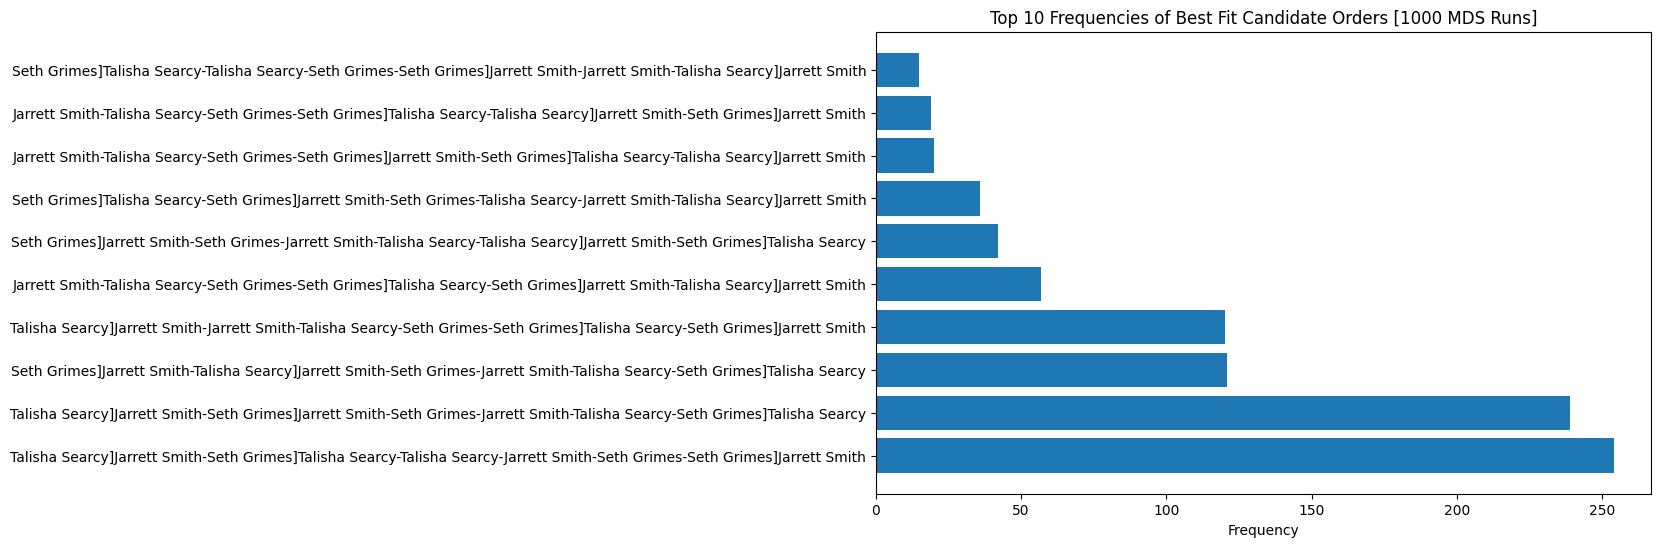 Top 10 Frequencies of Best Fit Candidate Orders [1000 MDS Runs]
Seth Grimes]Talisha Searcy-Talisha Searcy-Seth Grimes-Seth Grimes]Jarrett Smith-Jarrett Smith-Talisha Searcy]Jarrett Smith
Jarrett Smith-Talisha Searcy-Seth Grimes-Seth Grimes]Talisha Searcy-Talisha Searcy]Jarrett Smith-Seth Grimes]Jarrett Smith
Jarrett Smith-Talisha Searcy-Seth Grimes-Seth Grimes]Jarrett Smith-Seth Grimes]Talisha Searcy-Talisha Searcy]Jarrett Smith
Seth Grimes]Talisha Searcy-Seth Grimes]Jarrett Smith-Seth Grimes-Talisha Searcy-Jarrett Smith-Talisha Searcy]Jarrett Smith
Seth Grimes]Jarrett Smith-Seth Grimes-Jarrett Smith-Talisha Searcy-Talisha Searcy]Jarrett Smith-Seth Grimes]Talisha Searcy
Jarrett Smith-Talisha Searcy-Seth Grimes-Seth Grimes]Talisha Searcy-Seth Grimes]Jarrett Smith-Talisha Searcy]Jarrett Smith
Talisha Searcy]Jarrett Smith-Jarrett Smith-Talisha Searcy-Seth Grimes-Seth Grimes]Talisha Searcy-Seth Grimes]Jarrett Smith
Seth Grimes]Jarrett Smith-Talisha Searcy]Jarrett Smith-Seth Grimes-Jarrett Smith-Talisha Searcy-Seth Grimes]Talisha Searcy
Talisha Searcy]Jarrett Smith-Seth Grimes]Jarrett Smith-Seth Grimes-Jarrett Smith-Talisha Searcy-Seth Grimes]Talisha Searcy
Talisha Searcy]Jarrett Smith-Seth Grimes]Talisha Searcy-Talisha Searcy-Jarrett Smith-Seth Grimes-Seth Grimes]Jarrett Smith
0 50 100 150 200 250
Frequency